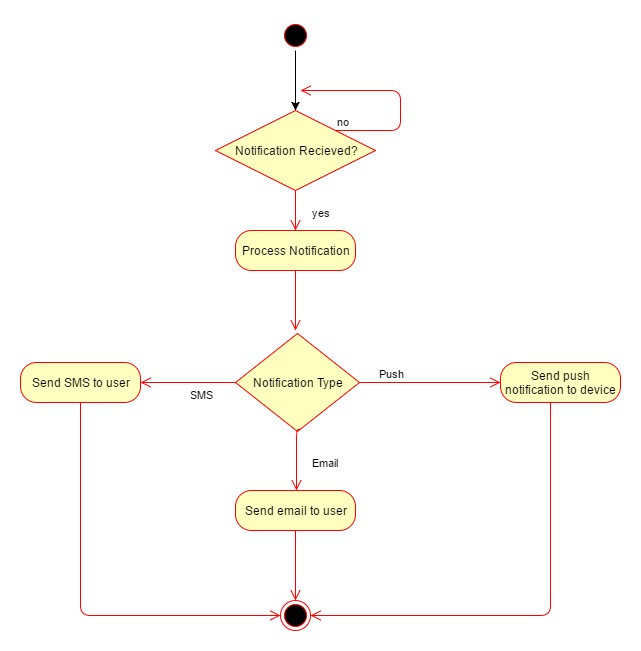 no
Notification Recieved?
yes
Process Notification
Send SMS to user
SMS
Notification Type
Push
Send push
notification to device
Email
Send email to user